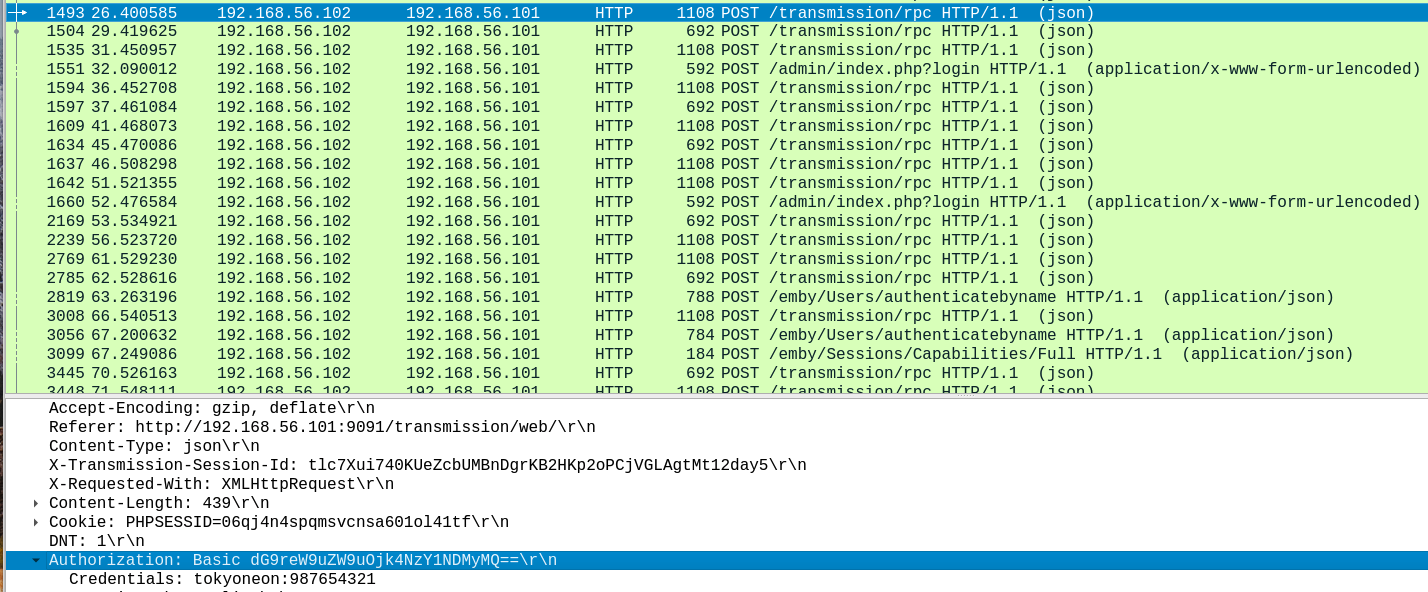 1493 26.400585 192.168.56.102 192.168.56.101 HTTP 1108 POST /transmission/rpc HTTP/1.1 (json)
1504 29.419625 192.168.56.102 192.168.56.101 HTTP 692 POST /transmission/rpc HTTP/1.1 (json)
1535 31.450957 192.168.56.102 192.168.56.101 HTTP 1108 POST /transmission/rpc HTTP/1.1 (json)
1551 32.090012 192.168.56.102 192.168.56.101 HTTP 592 POST /admin/index.php?login HTTP/1.1 (application/x-www-form-urlencoded)
1594 36.452708 192.168.56.102 192.168.56.101 HTTP 1108 POST /transmission/rpc HTTP/1.1 (json)
1597 37.461084 192.168.56.102 192.168.56.101 HTTP 692 POST /transmission/rpc HTTP/1.1 (json)
1609 41.468073 192.168.56.102 192.168.56.101 HTTP 1108 POST /transmission/rpc HTTP/1.1 (json)
1634 45.470086 192.168.56.102 192.168.56.101 HTTP 692 POST /transmission/rpc HTTP/1.1 (json)
1637 46.508298 192.168.56.102 192.168.56.101 HTTP 1108 POST /transmission/rpc HTTP/1.1 (json)
1642 51.521355 192.168.56.102 192.168.56.101 HTTP 1108 POST /transmission/rpc HTTP/1.1 (json)
1660 52.476584 192.168.56.102 192.168.56.101 HTTP 592 POST /admin/index.php?login HTTP/1.1 (application/x-www-form-urlencoded)
2169 53.534921 192.168.56.102 192.168.56.101 HTTP 692 POST /transmission/rpc HTTP/1.1 (json)
2239 56.523720 192.168.56.102 192.168.56.101 HTTP 1108 POST /transmission/rpc HTTP/1.1 (json)
2769 61.529230 192.168.56.102 192.168.56.101 HTTP 1108 POST /transmission/rpc HTTP/1.1 (json)
2785 62.528616 192.168.56.102 192.168.56.101 HTTP 692 POST /transmission/rpc HTTP/1.1 (json)
2819 63.263196 192.168.56.102 192.168.56.101 HTTP 788 POST /emby/Users/authenticatebyname HTTP/1.1 (application/json)
3008 66.540513 192.168.56.102 192.168.56.101 HTTP 1108 POST /transmission/rpc HTTP/1.1 (json)
3056 67.200632 192.168.56.102 192.168.56.101 HTTP 784 POST /emby/Users/authenticatebyname HTTP/1.1 (application/json)
3099 67.249086 192.168.56.102 192.168.56.101 HTTP 184 POST /emby/Sessions/Capabilities/Full HTTP/1.1 (application/json)
3445 70.526163 192.168.56.102 192.168.56.101 HTTP 692 POST /transmission/rpc HTTP/1.1 (json)
3448 71.548111 192.168.56.102 192.168.56.101 HTTP 1108 POST /transmission/rpc HTTP/1.1 (json)
Accept-Encoding: gzip, deflate\r\n
Referer: http://192.168.56.101:9091/transmission/web/\r\n
Content-Type: json\r\n
X-Transmission-Session-Id: tlc7Xui740KUeZcbUMBnDgrKB2HKp2oPCjVGLAgtMt12day5\r\n
X-Requested-With: XMLHttpRequest\r\n
Content-Length: 439\r\n
Cookie: PHPSESSID=06qj4n4spqmsvcnsa601ol41tf\r\n
DNT: 1\r\n
Authorization: Basic dG9reW9uZW9uOjk4NzY1NDMyMQ==\r\n
Credentials: tokyoneon:987654321